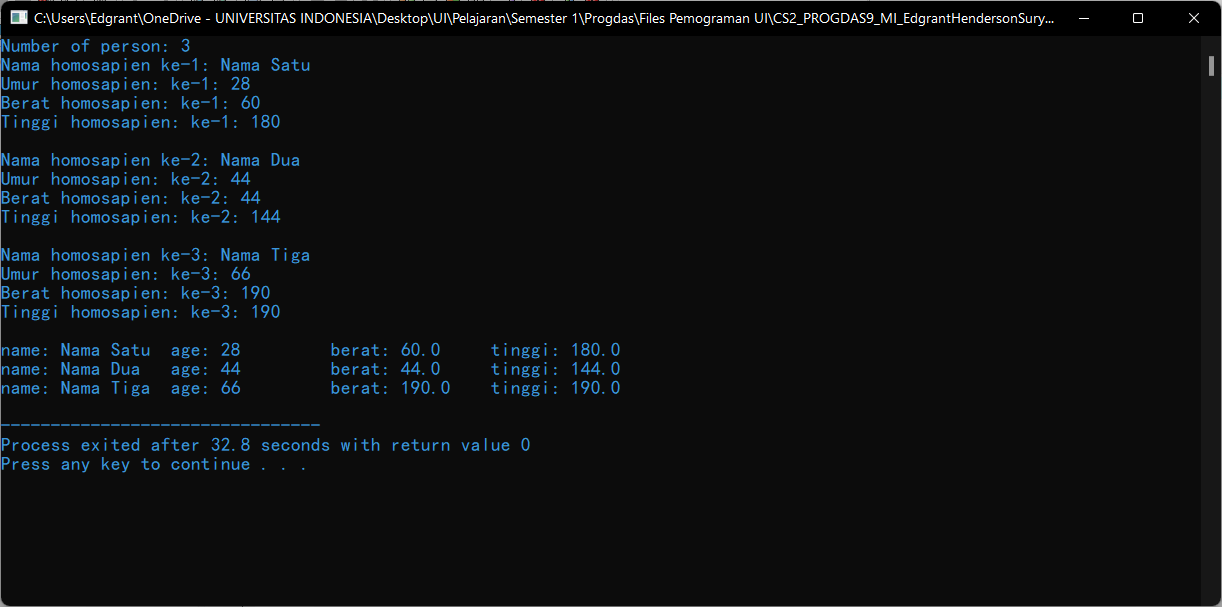 C:\Users\Edgrant\OneDrive - UNIVERSITAS INDONESIA\Desktop\UI\Pelajaran\Semester 1\Progdas\Files Pemograman UI\CS2_PROGDAS9_MI_EdgrantHendersonSury...
Number of person: 3
Nama homosapien ke-1: Nama Satu
Umur homosapien: ke-1: 28
Berat homosapien: ke-1: 60
Tinggi homosapien: ke-1: 180
Nama homosapien ke-2: Nama Dua
Umur homosapien: ke-2: 44
Berat homosapien: ke-2: 44
Tinggi homosapien: ke-2: 144
Nama homosapien ke-3: Nama Tiga
Umur homosapien: ke-3: 66
Berat homosapien: ke-3: 190
Tinggi homosapien: ke-3: 190
name: Nama Satu  age: 28         berat: 60.0     tinggi: 180.0
name: Nama Dua   age: 44         berat: 44.0     tinggi: 144.0
name: Nama Tiga  age: 66         berat: 190.0    tinggi: 190.0
--------------------------------
Process exited after 32.8 seconds with return value 0
Press any key to continue . . .